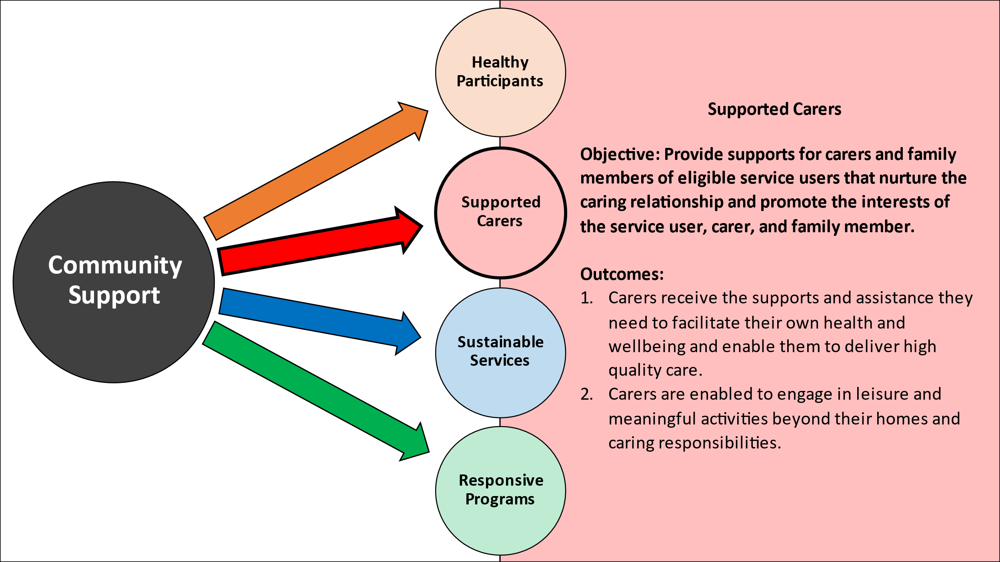 Community
Support
Healthy
Participants
Supported
Carers
Sustainable
Services
Responsive
Programs
Supported Carers
Objective: Provide supports for carers and family
members of eligible service users that nurture the
caring relationship and promote the interests of
the service user, carer, and family member.
Outcomes:
1. Carers receive the supports and assistance they
need to facilitate their own health and
wellbeing and enable them to deliver high
quality care.
2. Carers are enabled to engage in leisure and
meaningful activities beyond their homes and
caring responsibilities.